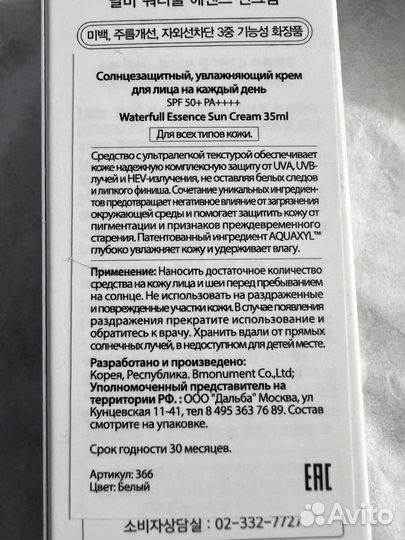 미백, 주름개선, 자외선차단 3중 기능성 화장품
Солнцезащитный, увлажняющий крем
для лица на каждый день
SPF 50+ PA++++
Waterfull Essence Sun Cream 35ml
Для всех типов кожи.
Средство с ультралегкой текстурой обеспечивает
коже надежную комплексную защиту от UVA, UVB-
лучей и HEV-излучения, не оставляя белых следов
и липкого финиша. Сочетание уникальных ингредиен-
тов предотвращает негативное влияние от загрязнения
окружающей среды и помогает защитить кожу от
пигментации и признаков преждевременного
старения. Патентованный ингредиент AQUAXYL™
глубоко увлажняет кожу и удерживает влагу.
Применение: Наносить достаточное количество
средства на кожу лица и шеи перед пребыванием
на солнце. Не использовать на раздраженные
и поврежденные участки кожи. В случае появления
раздражения прекратите использование и
обратитесь к врачу. Хранить вдали от прямых
солнечных лучей, в недоступном для детей месте.
Разработано и произведено:
Корея, Республика. Bmonument Co.,Ltd;
Уполномоченный представитель на
территории РФ. : ООО "Дальба" Москва, ул
Кунцевская 11-41, тел 8 495 363 76 89. Состав
смотрите на упаковке.
Срок годности 30 месяцев.
Артикул: 366
Цвет: Белый
EAC
소비자상담실 : 02-332-7727
Avito